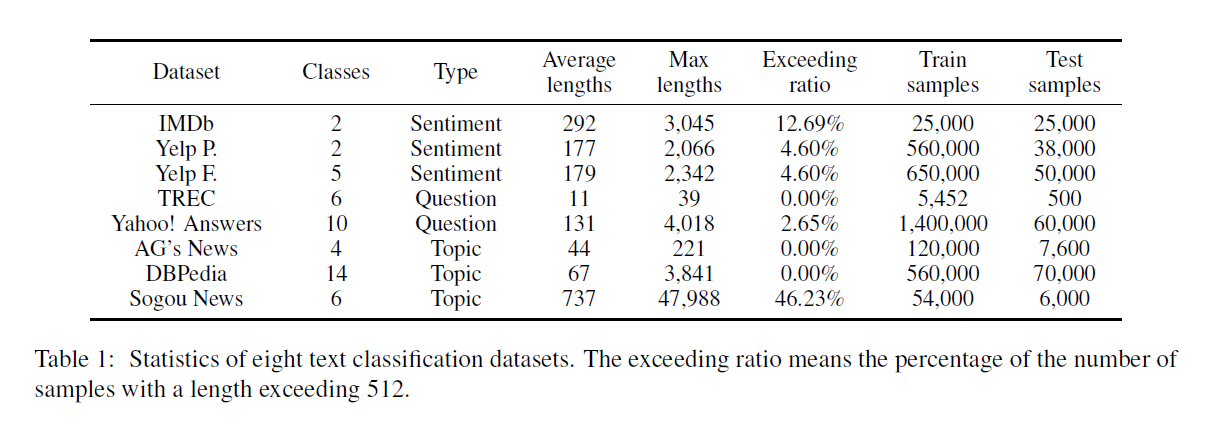 Dataset Classes Type Average lengths Max lengths Exceeding ratio Train samples Test samples
IMDb 2 Sentiment 292 3,045 12.69% 25,000 25,000
Yelp P. 2 Sentiment 177 2,066 4.60% 560,000 38,000
Yelp F. 5 Sentiment 179 2,342 4.60% 650,000 50,000
TREC 6 Question 11 39 0.00% 5,452 500
Yahoo! Answers 10 Question 131 4,018 2.65% 1,400,000 60,000
AG's News 4 Topic 44 221 0.00% 120,000 7,600
DBPedia 14 Topic 67 3,841 0.00% 560,000 70,000
Sogou News 6 Topic 737 47,988 46.23% 54,000 6,000
Table 1: Statistics of eight text classification datasets. The exceeding ratio means the percentage of the number of
samples with a length exceeding 512.